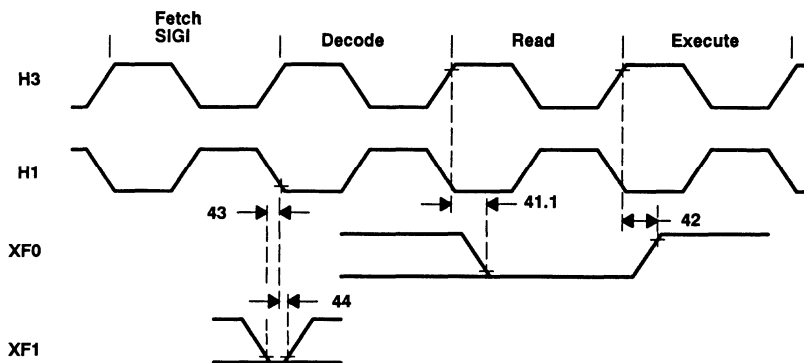 Fetch
SIGI
Decode
Read
Execute
H3
H1
43
41.1
42
XF0
44
XF1